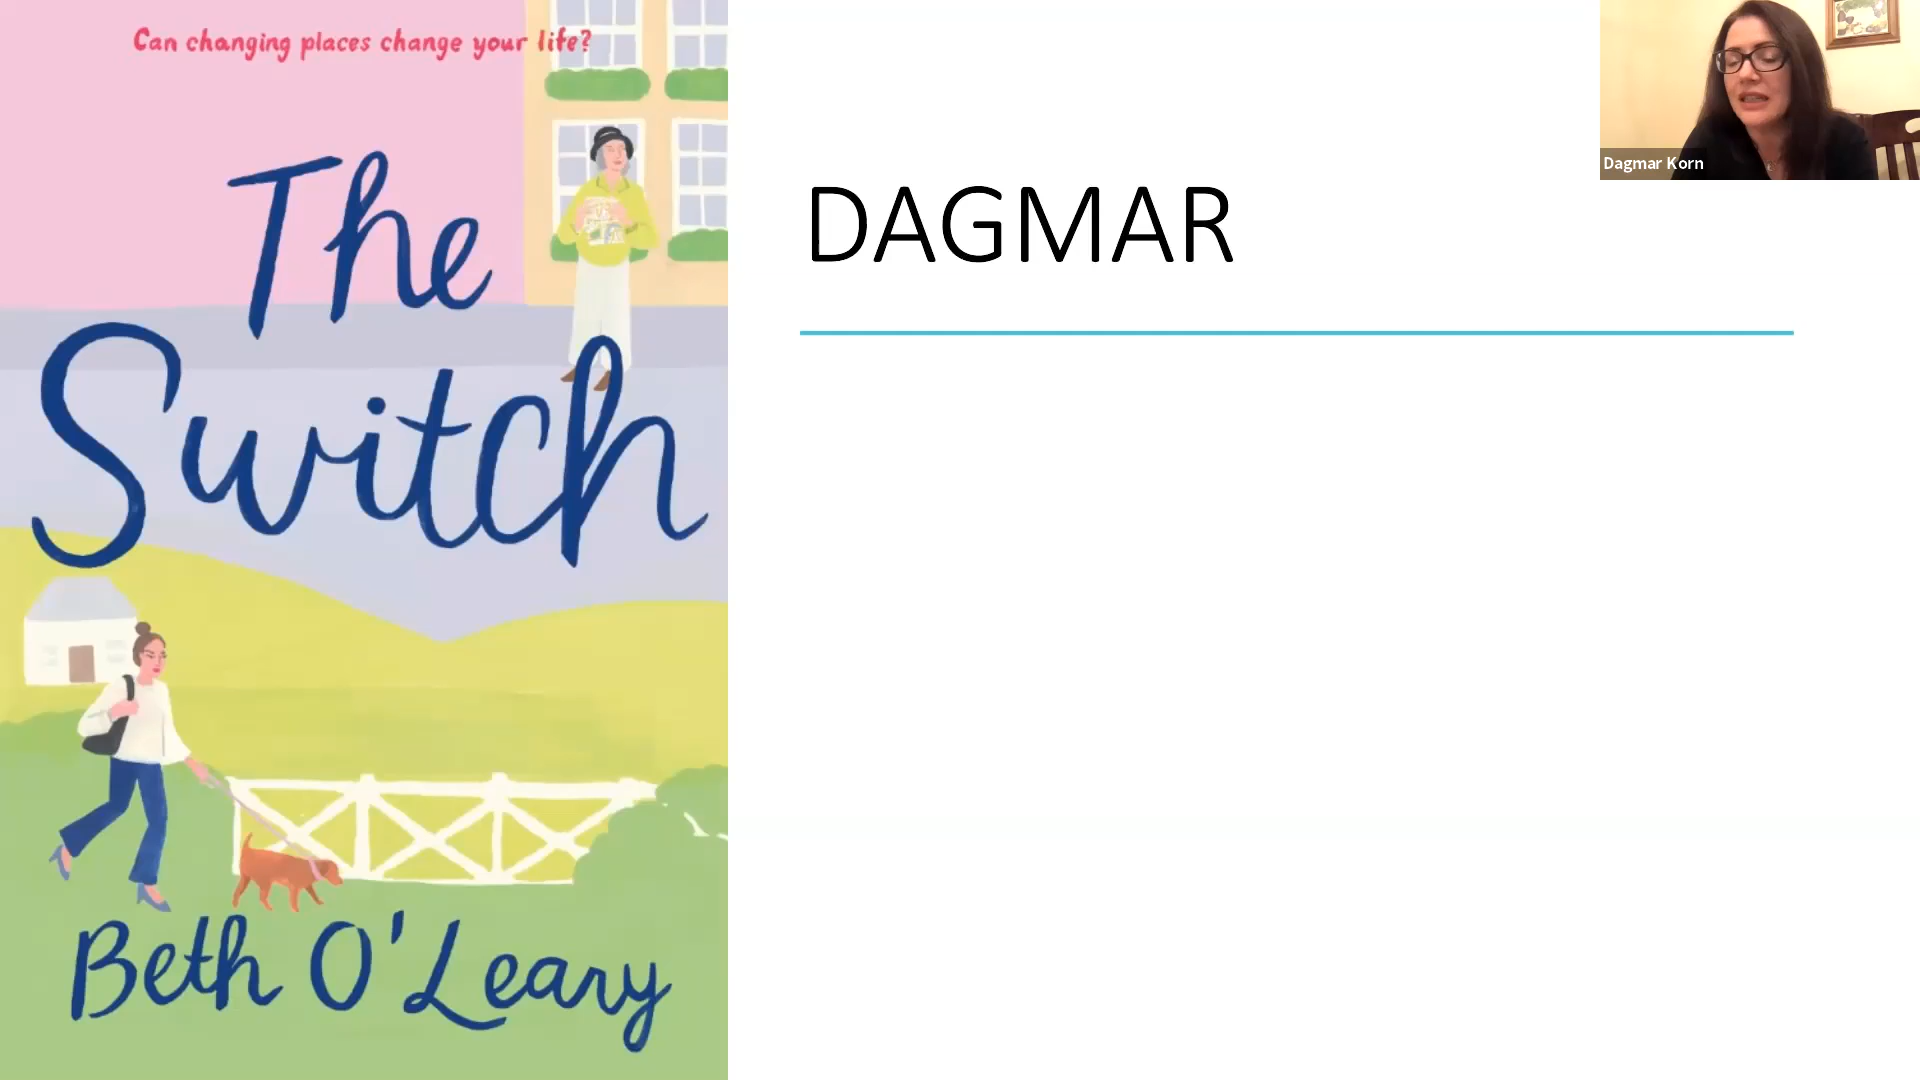 Can changing places change your life?
The
Switch
Beth O'Leary
DAGMAR
Dagmar Korn